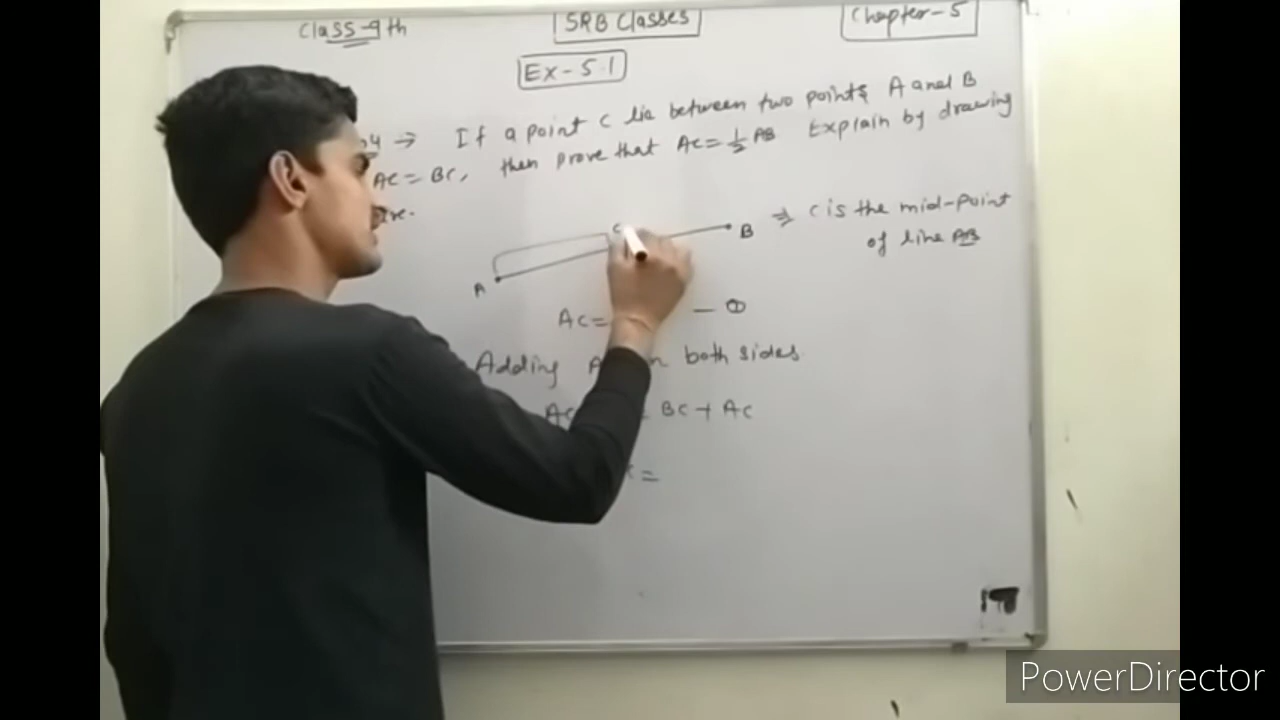 Class-9th
SRB Classes
Chapter-5
Ex-5.1
4 → If a point C lie between two points A and B
AC = BC, then prove that AC = 1/2 AB Explain by drawing
C
B
⇒ C is the mid-point
of line AB
A
AC = — ①
Adding both sides.
AC BC + AC
=
PowerDirector